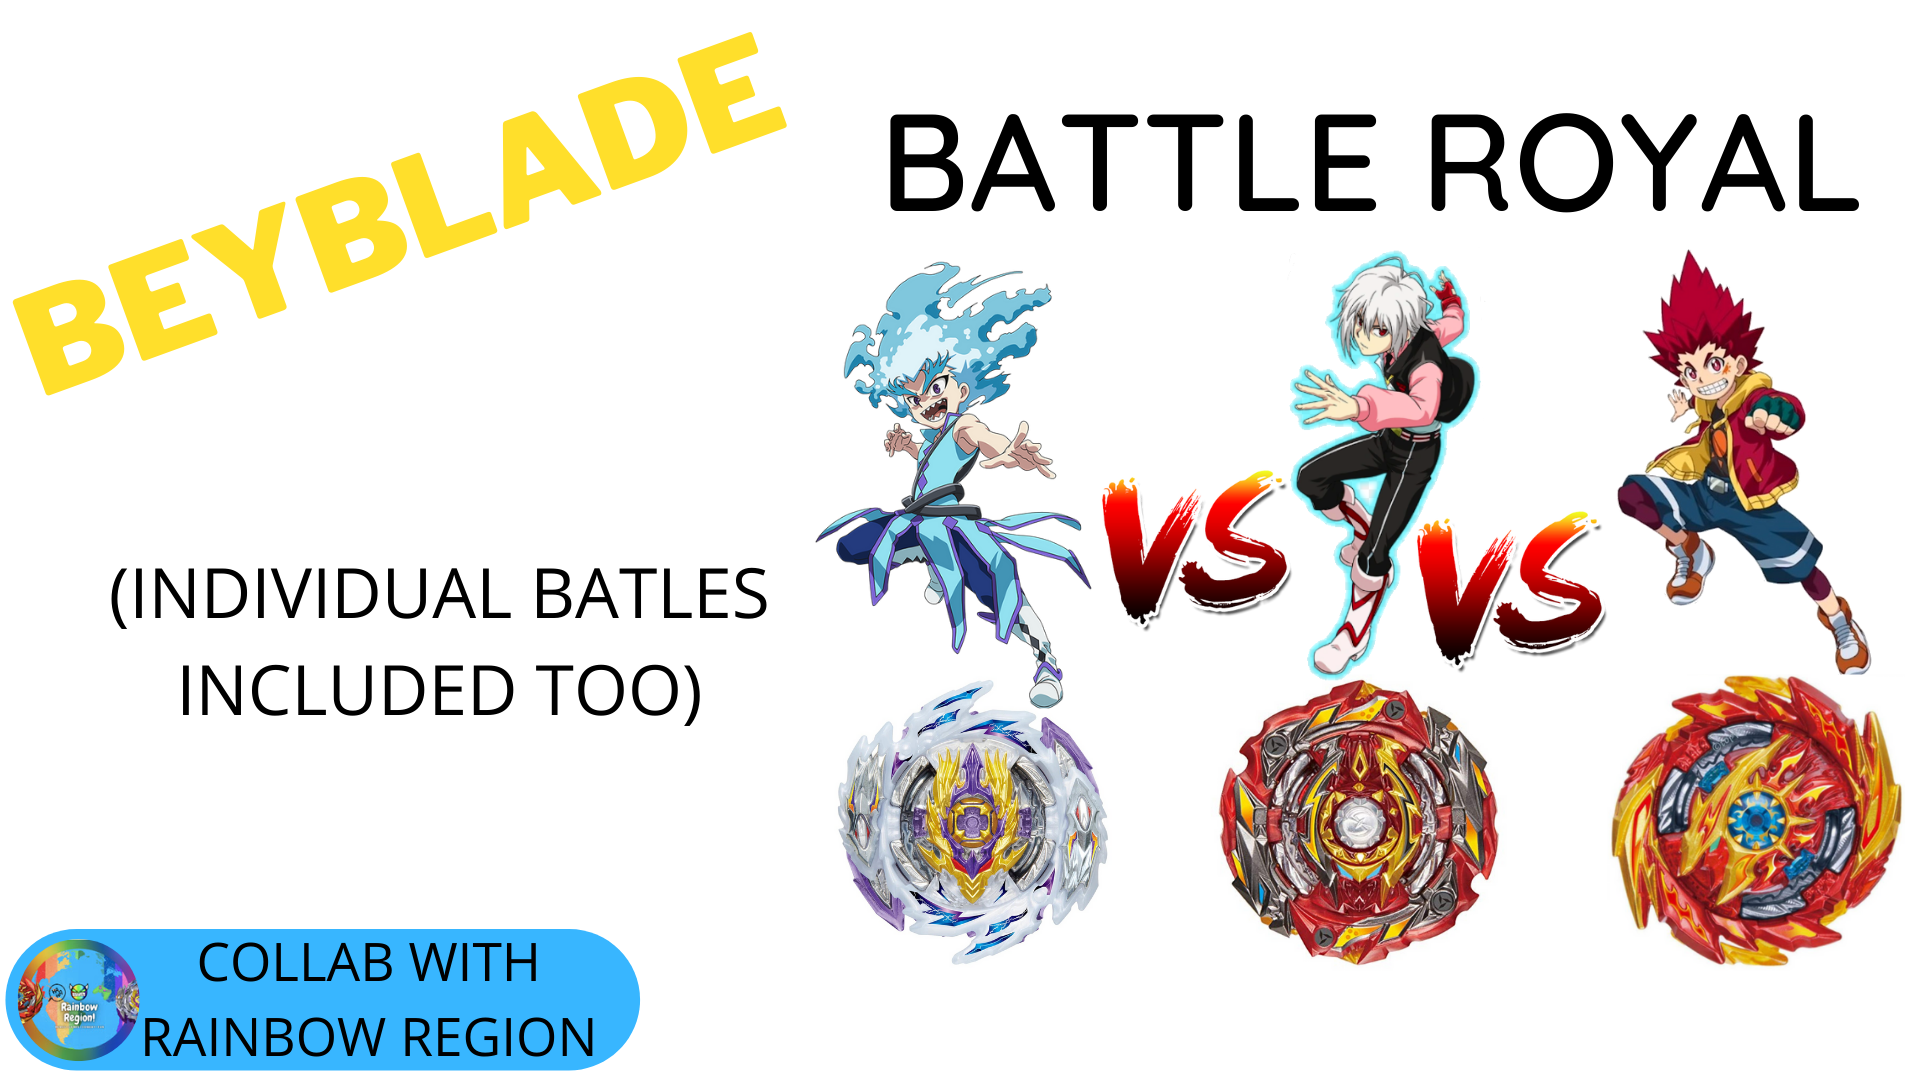 BEYBLADE
BATTLE ROYAL
VS
VS
(INDIVIDUAL BATLES
INCLUDED TOO)
COLLAB WITH
RAINBOW REGION
Rainbow
Region!